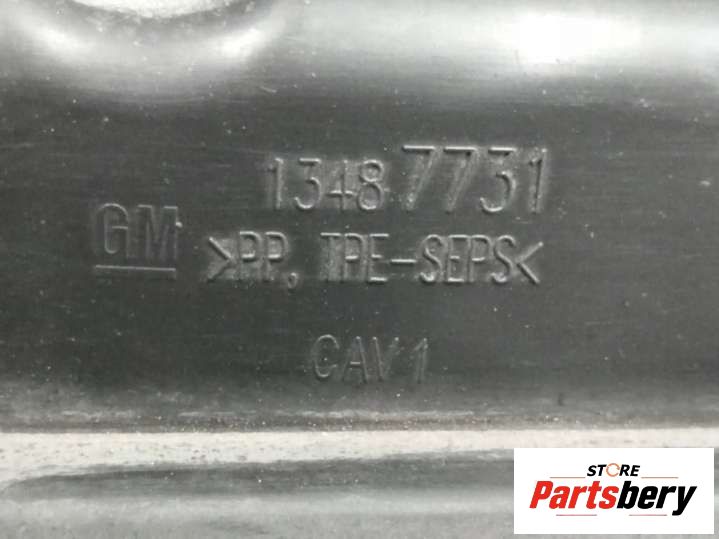 13487731
GM
>PP, TPE-SEPS<
CAV 1
STORE
Partsbery